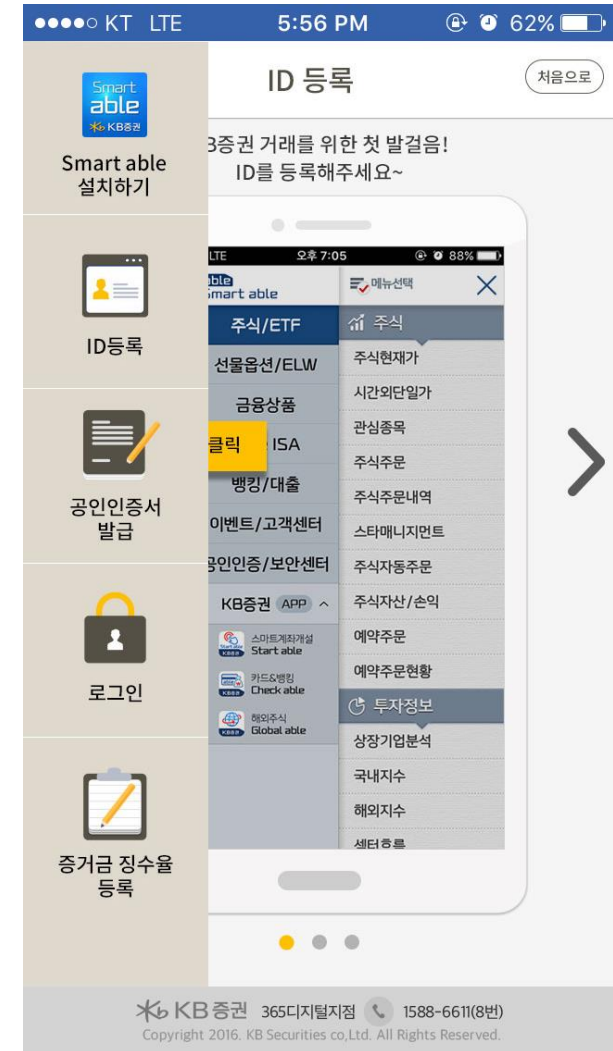 KT LTE 5:56 PM 62%
ID 등록
처음으로
B증권 거래를 위한 첫 발걸음!
ID를 등록해주세요~
Smart
able
KB증권
Smart able
설치하기
ID등록
공인인증서
발급
로그인
증거금 징수율
등록
LTE 오후 7:05 88%
able
Smart able
주식/ETF
선물옵션/ELW
금융상품
클릭
ISA
뱅킹/대출
이벤트/고객센터
공인인증/보안센터
KB증권 APP
스마트계좌개설
Start able
카드&뱅킹
Check able
해외주식
Global able
메뉴선택
주식
주식현재가
시간외단일가
관심종목
주식주문
주식주문내역
스타매니지먼트
주식자동주문
주식자산/손익
예약주문
예약주문현황
투자정보
상장기업분석
국내지수
해외지수
섹터흐름
KB증권 365디지털지점 1588-6611(8번)
Copyright 2016. KB Securities co,Ltd. All Rights Reserved.